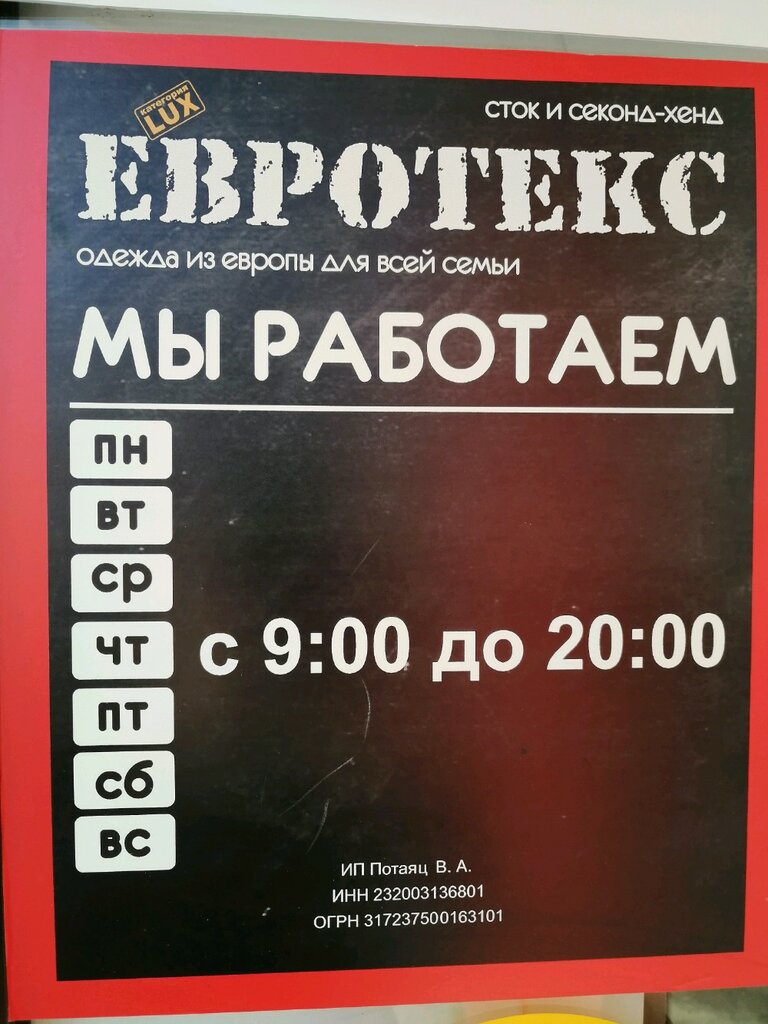 сток и секонд-хенд
категория
LUX
ЕВРОТЕКС
одежда из европы для всей семьи
МЫ РАБОТАЕМ
пн
вт
ср
чт
с 9:00 до 20:00
пт
сб
вс
ИП Потаяц В. А.
ИНН 232003136801
ОГРН 317237500163101